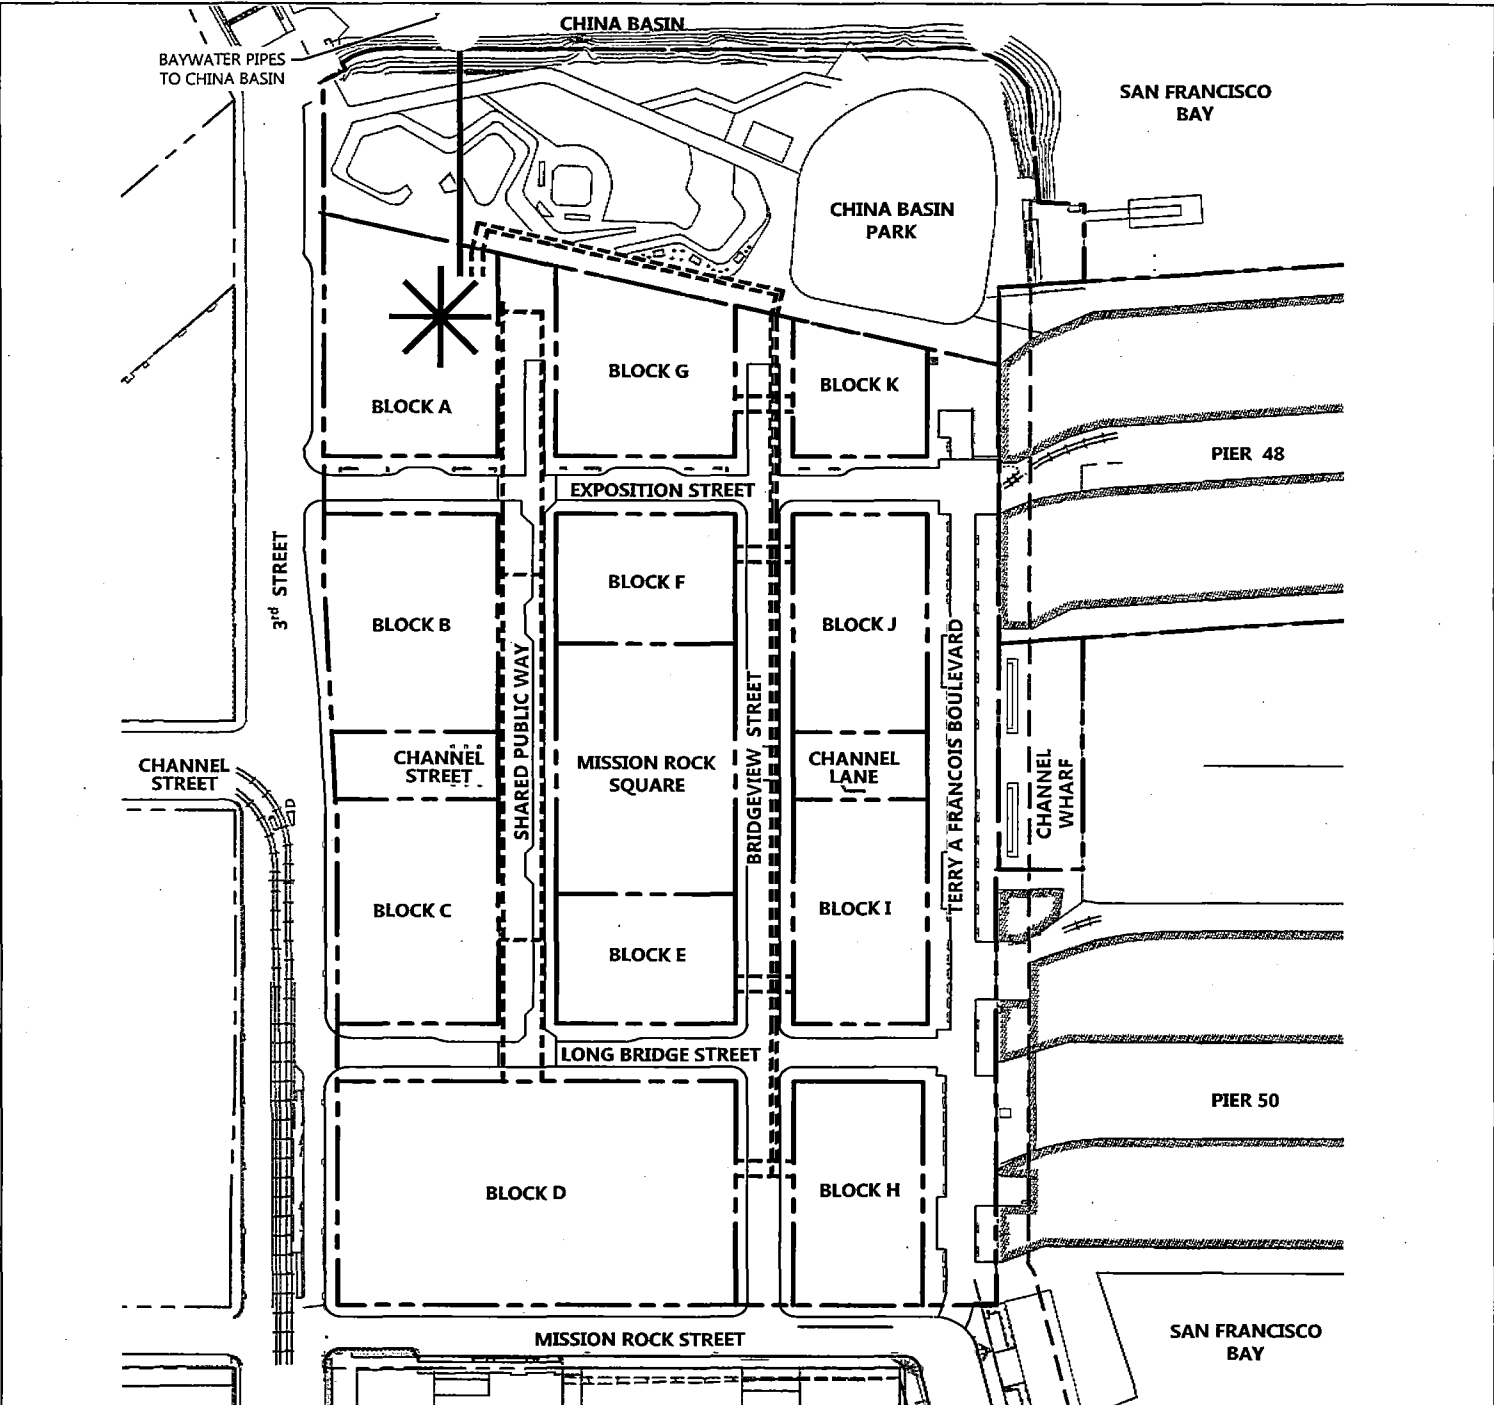 CHINA BASIN
BAYWATER PIPES
TO CHINA BASIN
SAN FRANCISCO
BAY
CHINA BASIN
PARK
BLOCK G
BLOCK K
BLOCK A
PIER 48
EXPOSITION STREET
3rd STREET
BLOCK F
BLOCK B
BLOCK J
SHARED PUBLIC WAY
BRIDGEVIEW STREET
TERRY A FRANCOIS BOULEVARD
CHANNEL
STREET
CHANNEL
STREET
MISSION ROCK
SQUARE
CHANNEL
LANE
CHANNEL
WHARF
BLOCK C
BLOCK I
BLOCK E
LONG BRIDGE STREET
PIER 50
BLOCK D
BLOCK H
MISSION ROCK STREET
SAN FRANCISCO
BAY